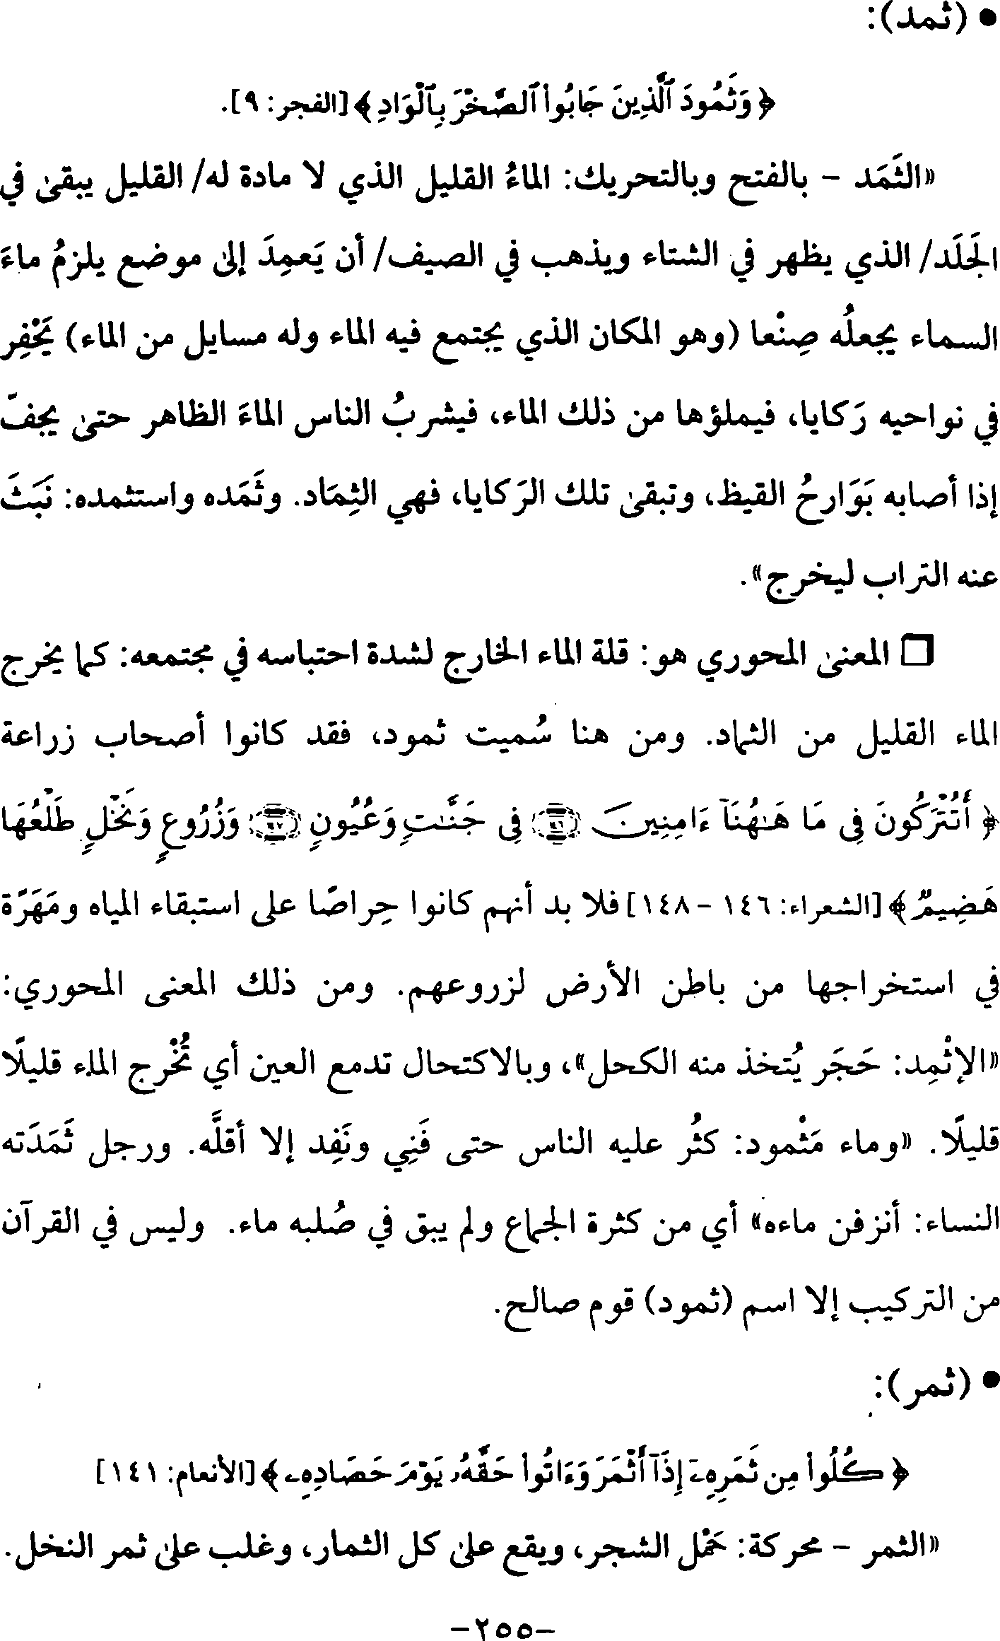 • (ثمد):
﴿وَثَمُودَ ٱلَّذِينَ جَابُوا۟ ٱلصَّخْرَ بِٱلْوَادِ﴾ [الفجر: ٩].
«الثَمَد - بالفتح وبالتحريك: الماءُ القليل الذي لا مادة له/ القليل يبقىٰ في
الجَلَد/ الذي يظهر في الشتاء ويذهب في الصيف/ أن يَعمِدَ إلىٰ موضع يلزمُ ماءَ
السماء يجعلُه صِنْعا (وهو المكان الذي يجتمع فيه الماء وله مسايل من الماء) يَحْفِر
في نواحيه رَكايا، فيملؤها من ذلك الماء، فيشربُ الناس الماءَ الظاهر حتىٰ يجفّ
إذا أصابه بَوَارحُ القيظ، وتبقىٰ تلك الرَكايا، فهي الثِمَاد. وثَمَده واستثمده: نَبَثَ
عنه التراب ليخرج».
❐ المعنىٰ المحوري هو: قلة الماء الخارج لشدة احتباسه في مجتمعه: كما يخرج
الماء القليل من الثماد. ومن هنا سُميت ثمود، فقد كانوا أصحاب زراعة
﴿أَتُتْرَكُونَ فِى مَا هَـٰهُنَآ ءَامِنِينَ ۝١٤٦ فِى جَنَّـٰتٍ وَعُيُونٍ ۝١٤٧ وَزُرُوعٍ وَنَخْلٍ طَلْعُهَا
هَضِيمٌ﴾ [الشعراء: ١٤٦ - ١٤٨] فلا بد أنهم كانوا حِراصًا على استبقاء المياه ومَهَرَة
في استخراجها من باطن الأرض لزروعهم. ومن ذلك المعنى المحوري:
«الإثْمِد: حَجَر يُتخذ منه الكحل»، وبالاكتحال تدمع العين أي تُخْرج الماء قليلًا
قليلًا. «وماء مَثْمود: كثُر عليه الناس حتى فَنِي ونَفِد إلا أقلَّه. ورجل ثَمَدَته
النساء: أنزفن ماءه» أي من كثرة الجماع ولم يبق في صُلبه ماء. وليس في القرآن
من التركيب إلا اسم (ثمود) قوم صالح.
• (ثمر):
﴿كُلُوا۟ مِن ثَمَرِهِۦٓ إِذَآ أَثْمَرَ وَءَاتُوا۟ حَقَّهُۥ يَوْمَ حَصَادِهِۦ﴾ [الأنعام: ١٤١]
«الثمر - محركة: حَمْل الشجر، ويقع علىٰ كل الثمار، وغلب علىٰ ثمر النخل.
-٢٥٥-